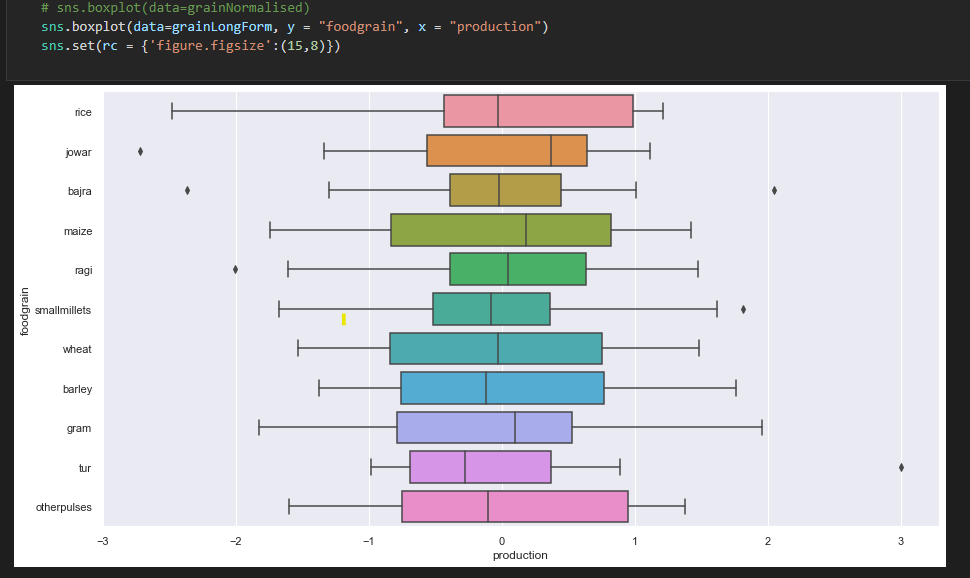 # sns.boxplot(data=grainNormalised)
sns.boxplot(data=grainLongForm, y = "foodgrain", x = "production")
sns.set(rc = {'figure.figsize':(15,8)})
rice
jowar
bajra
maize
ragi
foodgrain
smallmillets
wheat
barley
gram
tur
otherpulses
−3 −2 −1 0 1 2 3
production